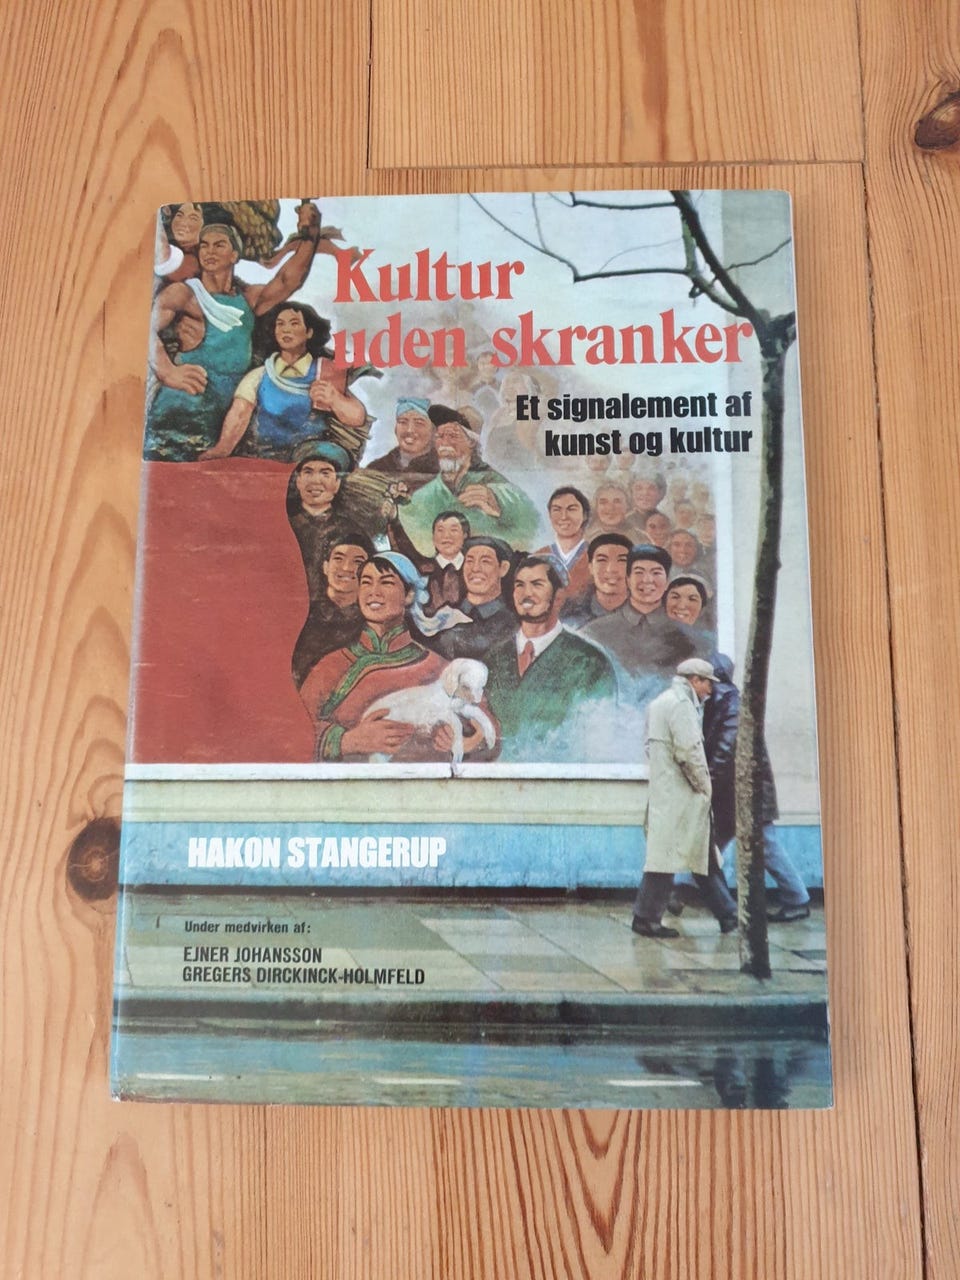 Kultur
uden skranker
Et signalement af
kunst og kultur
HAKON STANGERUP
Under medvirken af:
EJNER JOHANSSON
GREGERS DIRCKINCK-HOLMFELD